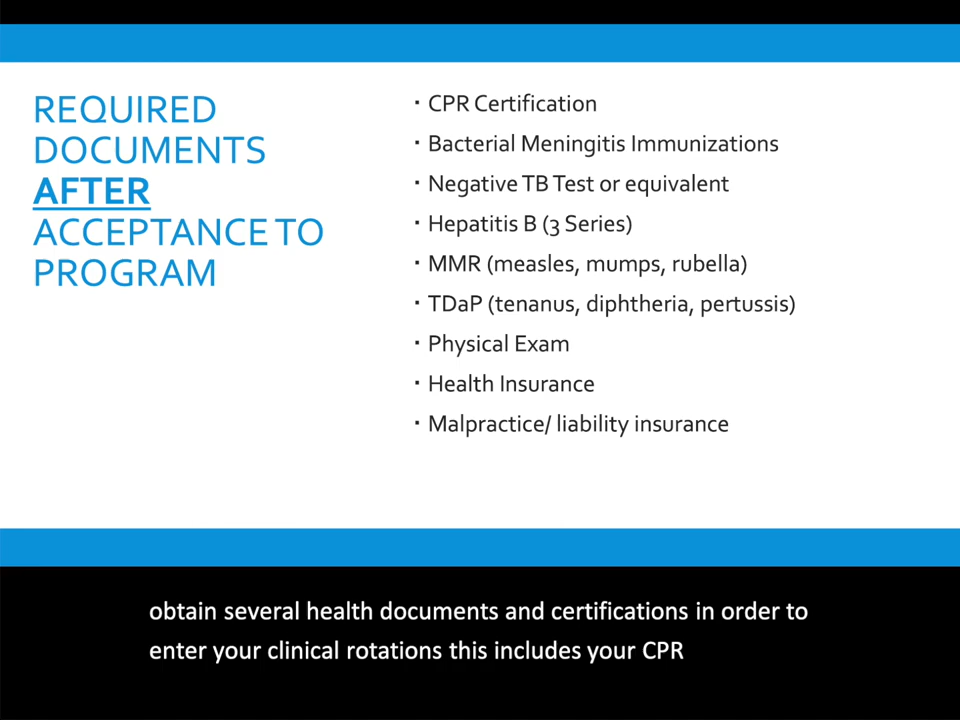 REQUIRED
DOCUMENTS
AFTER
ACCEPTANCE TO
PROGRAM
▪ CPR Certification
▪ Bacterial Meningitis Immunizations
▪ Negative TB Test or equivalent
▪ Hepatitis B (3 Series)
▪ MMR (measles, mumps, rubella)
▪ TDaP (tenanus, diphtheria, pertussis)
▪ Physical Exam
▪ Health Insurance
▪ Malpractice/ liability insurance
obtain several health documents and certifications in order to
enter your clinical rotations this includes your CPR